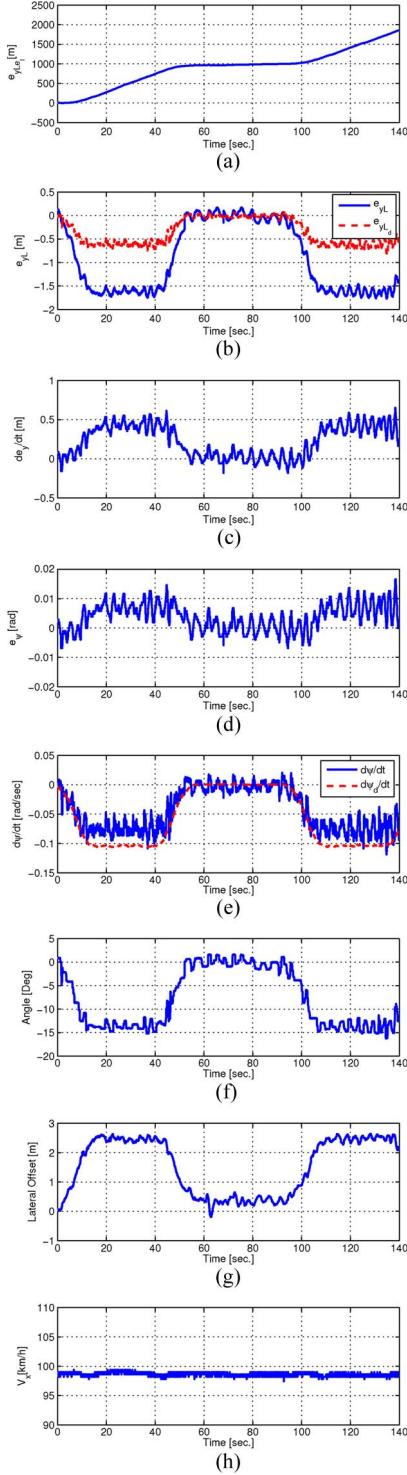 2500
2000
1500
1000
500
0
−500
e_yLe_I [m]
0 20 40 60 80 100 120 140
Time [sec.]
(a)
0.5
0
−0.5
−1
−1.5
−2
e_yL [m]
e_yL
e_yL_d
0 20 40 60 80 100 120 140
Time [sec.]
(b)
1
0.5
0
−0.5
de_y/dt [m]
0 20 40 60 80 100 120 140
Time [sec.]
(c)
0.02
0.01
0
−0.01
−0.02
e_ψ [rad]
0 20 40 60 80 100 120 140
Time [sec.]
(d)
0.05
0
−0.05
−0.1
−0.15
dψ/dt [rad/sec]
dψ/dt
dψ_d/dt
0 20 40 60 80 100 120 140
Time [sec.]
(e)
5
0
−5
−10
−15
−20
Angle [Deg]
0 20 40 60 80 100 120 140
Time [sec.]
(f)
3
2
1
0
−1
Lateral Offset [m]
0 20 40 60 80 100 120 140
Time [sec.]
(g)
110
105
100
95
90
V_x[km/h]
0 20 40 60 80 100 120 140
Time [sec.]
(h)